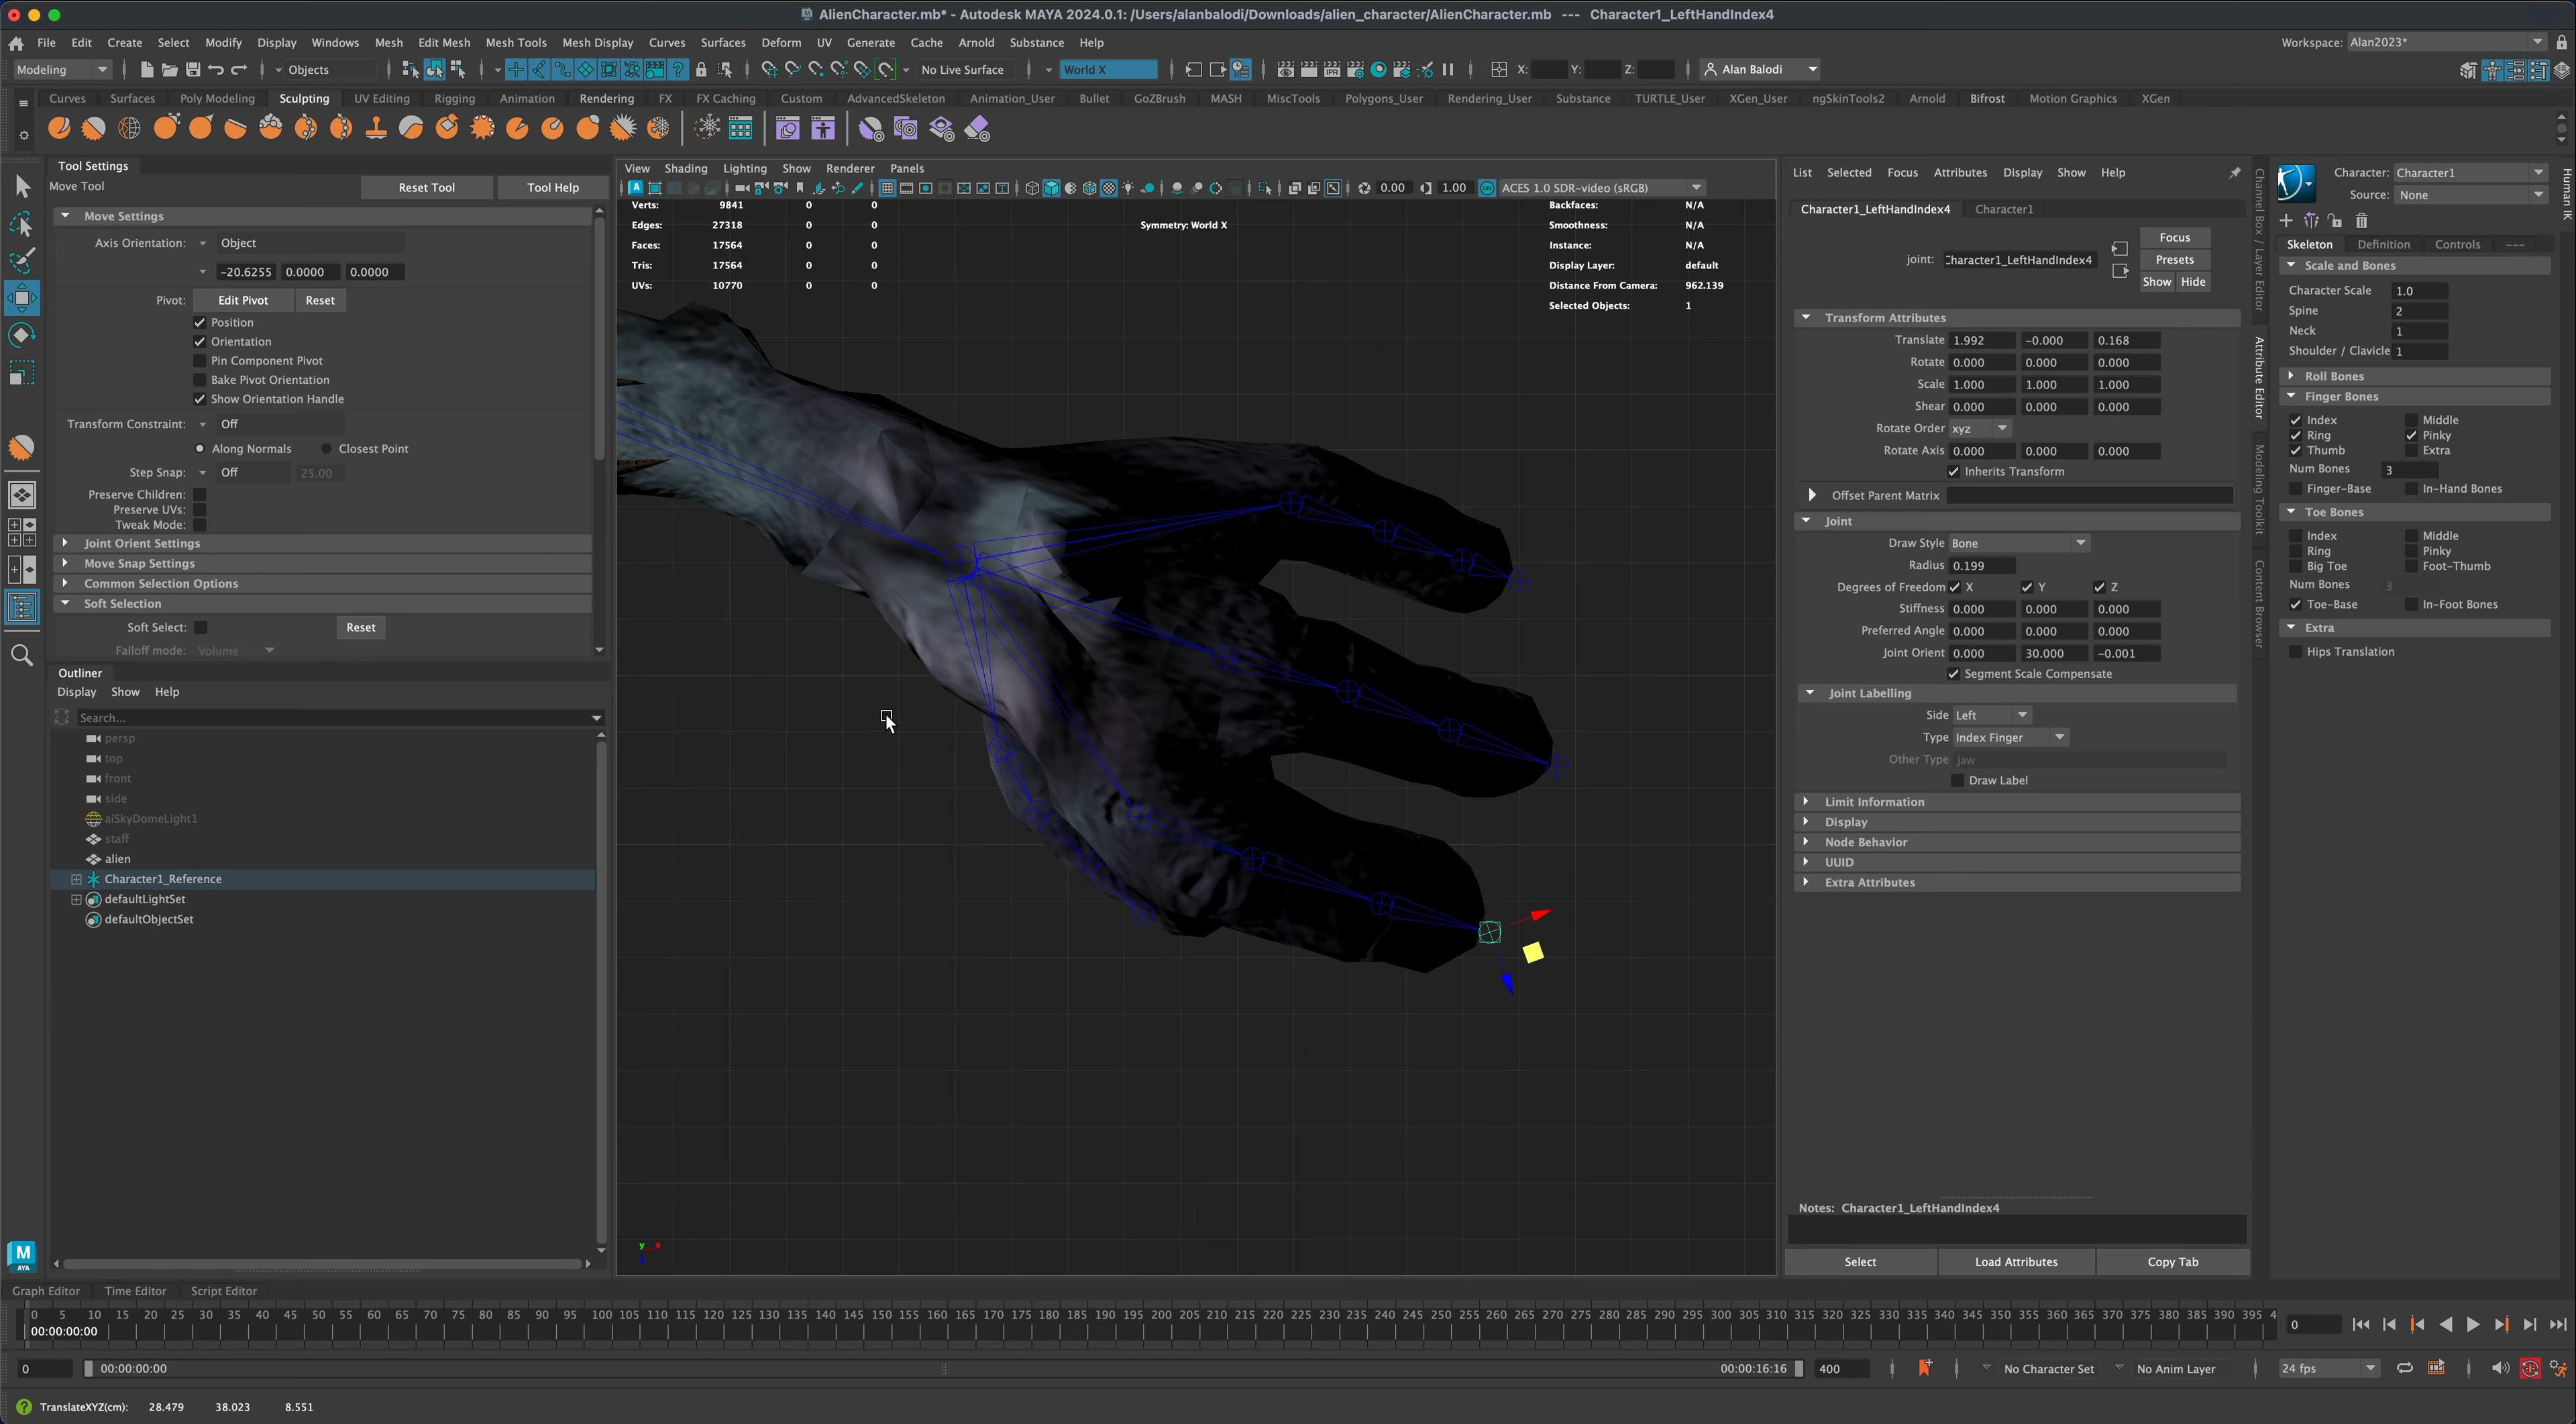 AlienCharacter.mb* - Autodesk MAYA 2024.0.1: /Users/alanbalodi/Downloads/alien_character/AlienCharacter.mb --- Character1_LeftHandIndex4
File Edit Create Select Modify Display Windows Mesh Edit Mesh Mesh Tools Mesh Display Curves Surfaces Deform UV Generate Cache Arnold Substance Help
Workspace: Alan2023*
Modeling Objects No Live Surface World X X: Y: Z: Alan Balodi
Curves Surfaces Poly Modeling Sculpting UV Editing Rigging Animation Rendering FX FX Caching Custom AdvancedSkeleton Animation_User Bullet GoZBrush MASH MiscTools Polygons_User Rendering_User Substance TURTLE_User XGen_User ngSkinTools2 Arnold Bifrost Motion Graphics XGen
Tool Settings
Move Tool Reset Tool Tool Help
Move Settings
Axis Orientation: Object
-20.6255 0.0000 0.0000
Pivot: Edit Pivot Reset
Position
Orientation
Pin Component Pivot
Bake Pivot Orientation
Show Orientation Handle
Transform Constraint: Off
Along Normals Closest Point
Step Snap: Off 25.00
Preserve Children:
Preserve UVs:
Tweak Mode:
Joint Orient Settings
Move Snap Settings
Common Selection Options
Soft Selection
Soft Select: Reset
Falloff mode: Volume
Outliner
Display Show Help
Search...
persp
top
front
side
aiSkyDomeLight1
staff
alien
Character1_Reference
defaultLightSet
defaultObjectSet
M
AYA
View Shading Lighting Show Renderer Panels
0.00 1.00 ON ACES 1.0 SDR-video (sRGB)
Verts: 9841 0 0
Edges: 27318 0 0
Faces: 17564 0 0
Tris: 17564 0 0
UVs: 10770 0 0
Symmetry: World X
Backfaces: N/A
Smoothness: N/A
Instance: N/A
Display Layer: default
Distance From Camera: 962.139
Selected Objects: 1
y x
List Selected Focus Attributes Display Show Help
Character1_LeftHandIndex4 Character1
joint: Character1_LeftHandIndex4
Focus
Presets
Show Hide
Transform Attributes
Translate 1.992 -0.000 0.168
Rotate 0.000 0.000 0.000
Scale 1.000 1.000 1.000
Shear 0.000 0.000 0.000
Rotate Order xyz
Rotate Axis 0.000 0.000 0.000
Inherits Transform
Offset Parent Matrix
Joint
Draw Style Bone
Radius 0.199
Degrees of Freedom X Y Z
Stiffness 0.000 0.000 0.000
Preferred Angle 0.000 0.000 0.000
Joint Orient 0.000 30.000 -0.001
Segment Scale Compensate
Joint Labelling
Side Left
Type Index Finger
Other Type jaw
Draw Label
Limit Information
Display
Node Behavior
UUID
Extra Attributes
Notes: Character1_LeftHandIndex4
Select Load Attributes Copy Tab
Channel Box / Layer Editor
Attribute Editor
Modeling Toolkit
Content Browser
Human IK
Character: Character1
Source: None
Skeleton Definition Controls ---
Scale and Bones
Character Scale 1.0
Spine 2
Neck 1
Shoulder / Clavicle 1
Roll Bones
Finger Bones
Index Middle
Ring Pinky
Thumb Extra
Num Bones 3
Finger-Base In-Hand Bones
Toe Bones
Index Middle
Ring Pinky
Big Toe Foot-Thumb
Num Bones 3
Toe-Base In-Foot Bones
Extra
Hips Translation
Graph Editor Time Editor Script Editor
0 5 10 15 20 25 30 35 40 45 50 55 60 65 70 75 80 85 90 95 100 105 110 115 120 125 130 135 140 145 150 155 160 165 170 175 180 185 190 195 200 205 210 215 220 225 230 235 240 245 250 255 260 265 270 275 280 285 290 295 300 305 310 315 320 325 330 335 340 345 350 355 360 365 370 375 380 385 390 395 4
00:00:00:00 0
0 00:00:00:00 00:00:16:16 400 No Character Set No Anim Layer 24 fps
TranslateXYZ(cm): 28.479 38.023 8.551